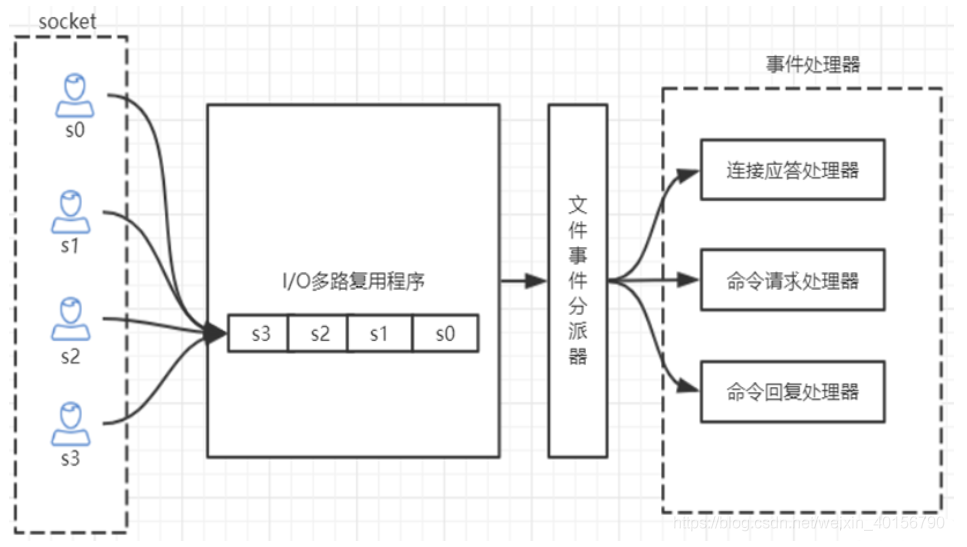 socket
s0
s1
s2
s3
I/O多路复用程序
s3 s2 s1 s0
文件事件分派器
事件处理器
连接应答处理器
命令请求处理器
命令回复处理器
https://blog.csdn.net/weixin_40156790